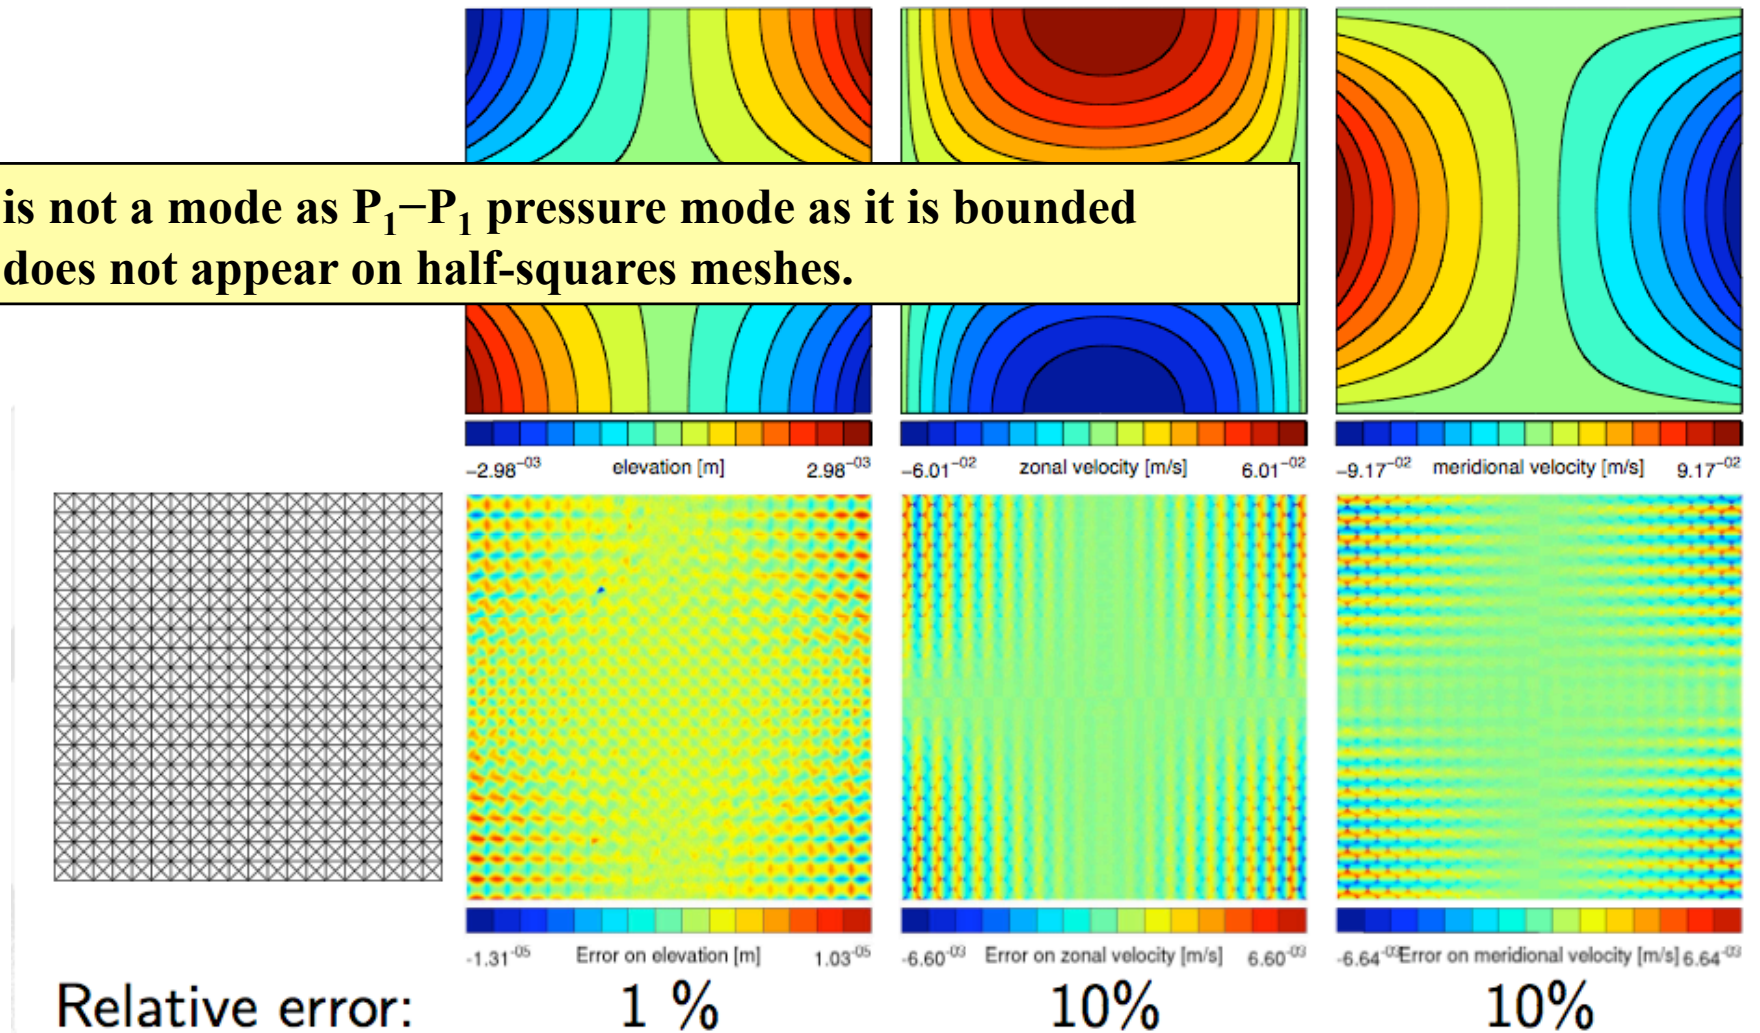 is not a mode as P₁−P₁ pressure mode as it is bounded
does not appear on half-squares meshes.
−2.98⁻⁰³ elevation [m] 2.98⁻⁰³
−6.01⁻⁰² zonal velocity [m/s] 6.01⁻⁰²
−9.17⁻⁰² meridional velocity [m/s] 9.17⁻⁰²
-1.31⁻⁰⁵ Error on elevation [m] 1.03⁻⁰⁵
-6.60⁻⁰³ Error on zonal velocity [m/s] 6.60⁻⁰³
-6.64⁻⁰³ Error on meridional velocity [m/s] 6.64⁻⁰³
Relative error: 1 % 10% 10%